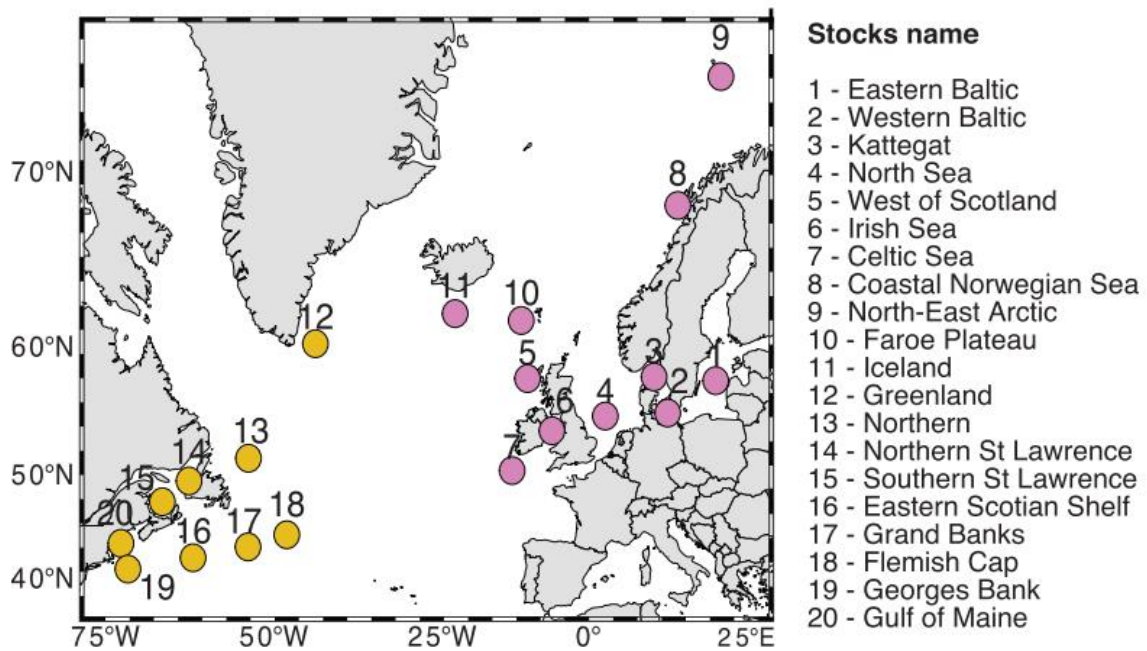 9
8
11
10
12
5
3
1
2
4
6
7
13
14
15
18
17
16
20
19
70°N
60°N
50°N
40°N
75°W
50°W
25°W
0°
25°E
Stocks name
1 - Eastern Baltic
2 - Western Baltic
3 - Kattegat
4 - North Sea
5 - West of Scotland
6 - Irish Sea
7 - Celtic Sea
8 - Coastal Norwegian Sea
9 - North-East Arctic
10 - Faroe Plateau
11 - Iceland
12 - Greenland
13 - Northern
14 - Northern St Lawrence
15 - Southern St Lawrence
16 - Eastern Scotian Shelf
17 - Grand Banks
18 - Flemish Cap
19 - Georges Bank
20 - Gulf of Maine